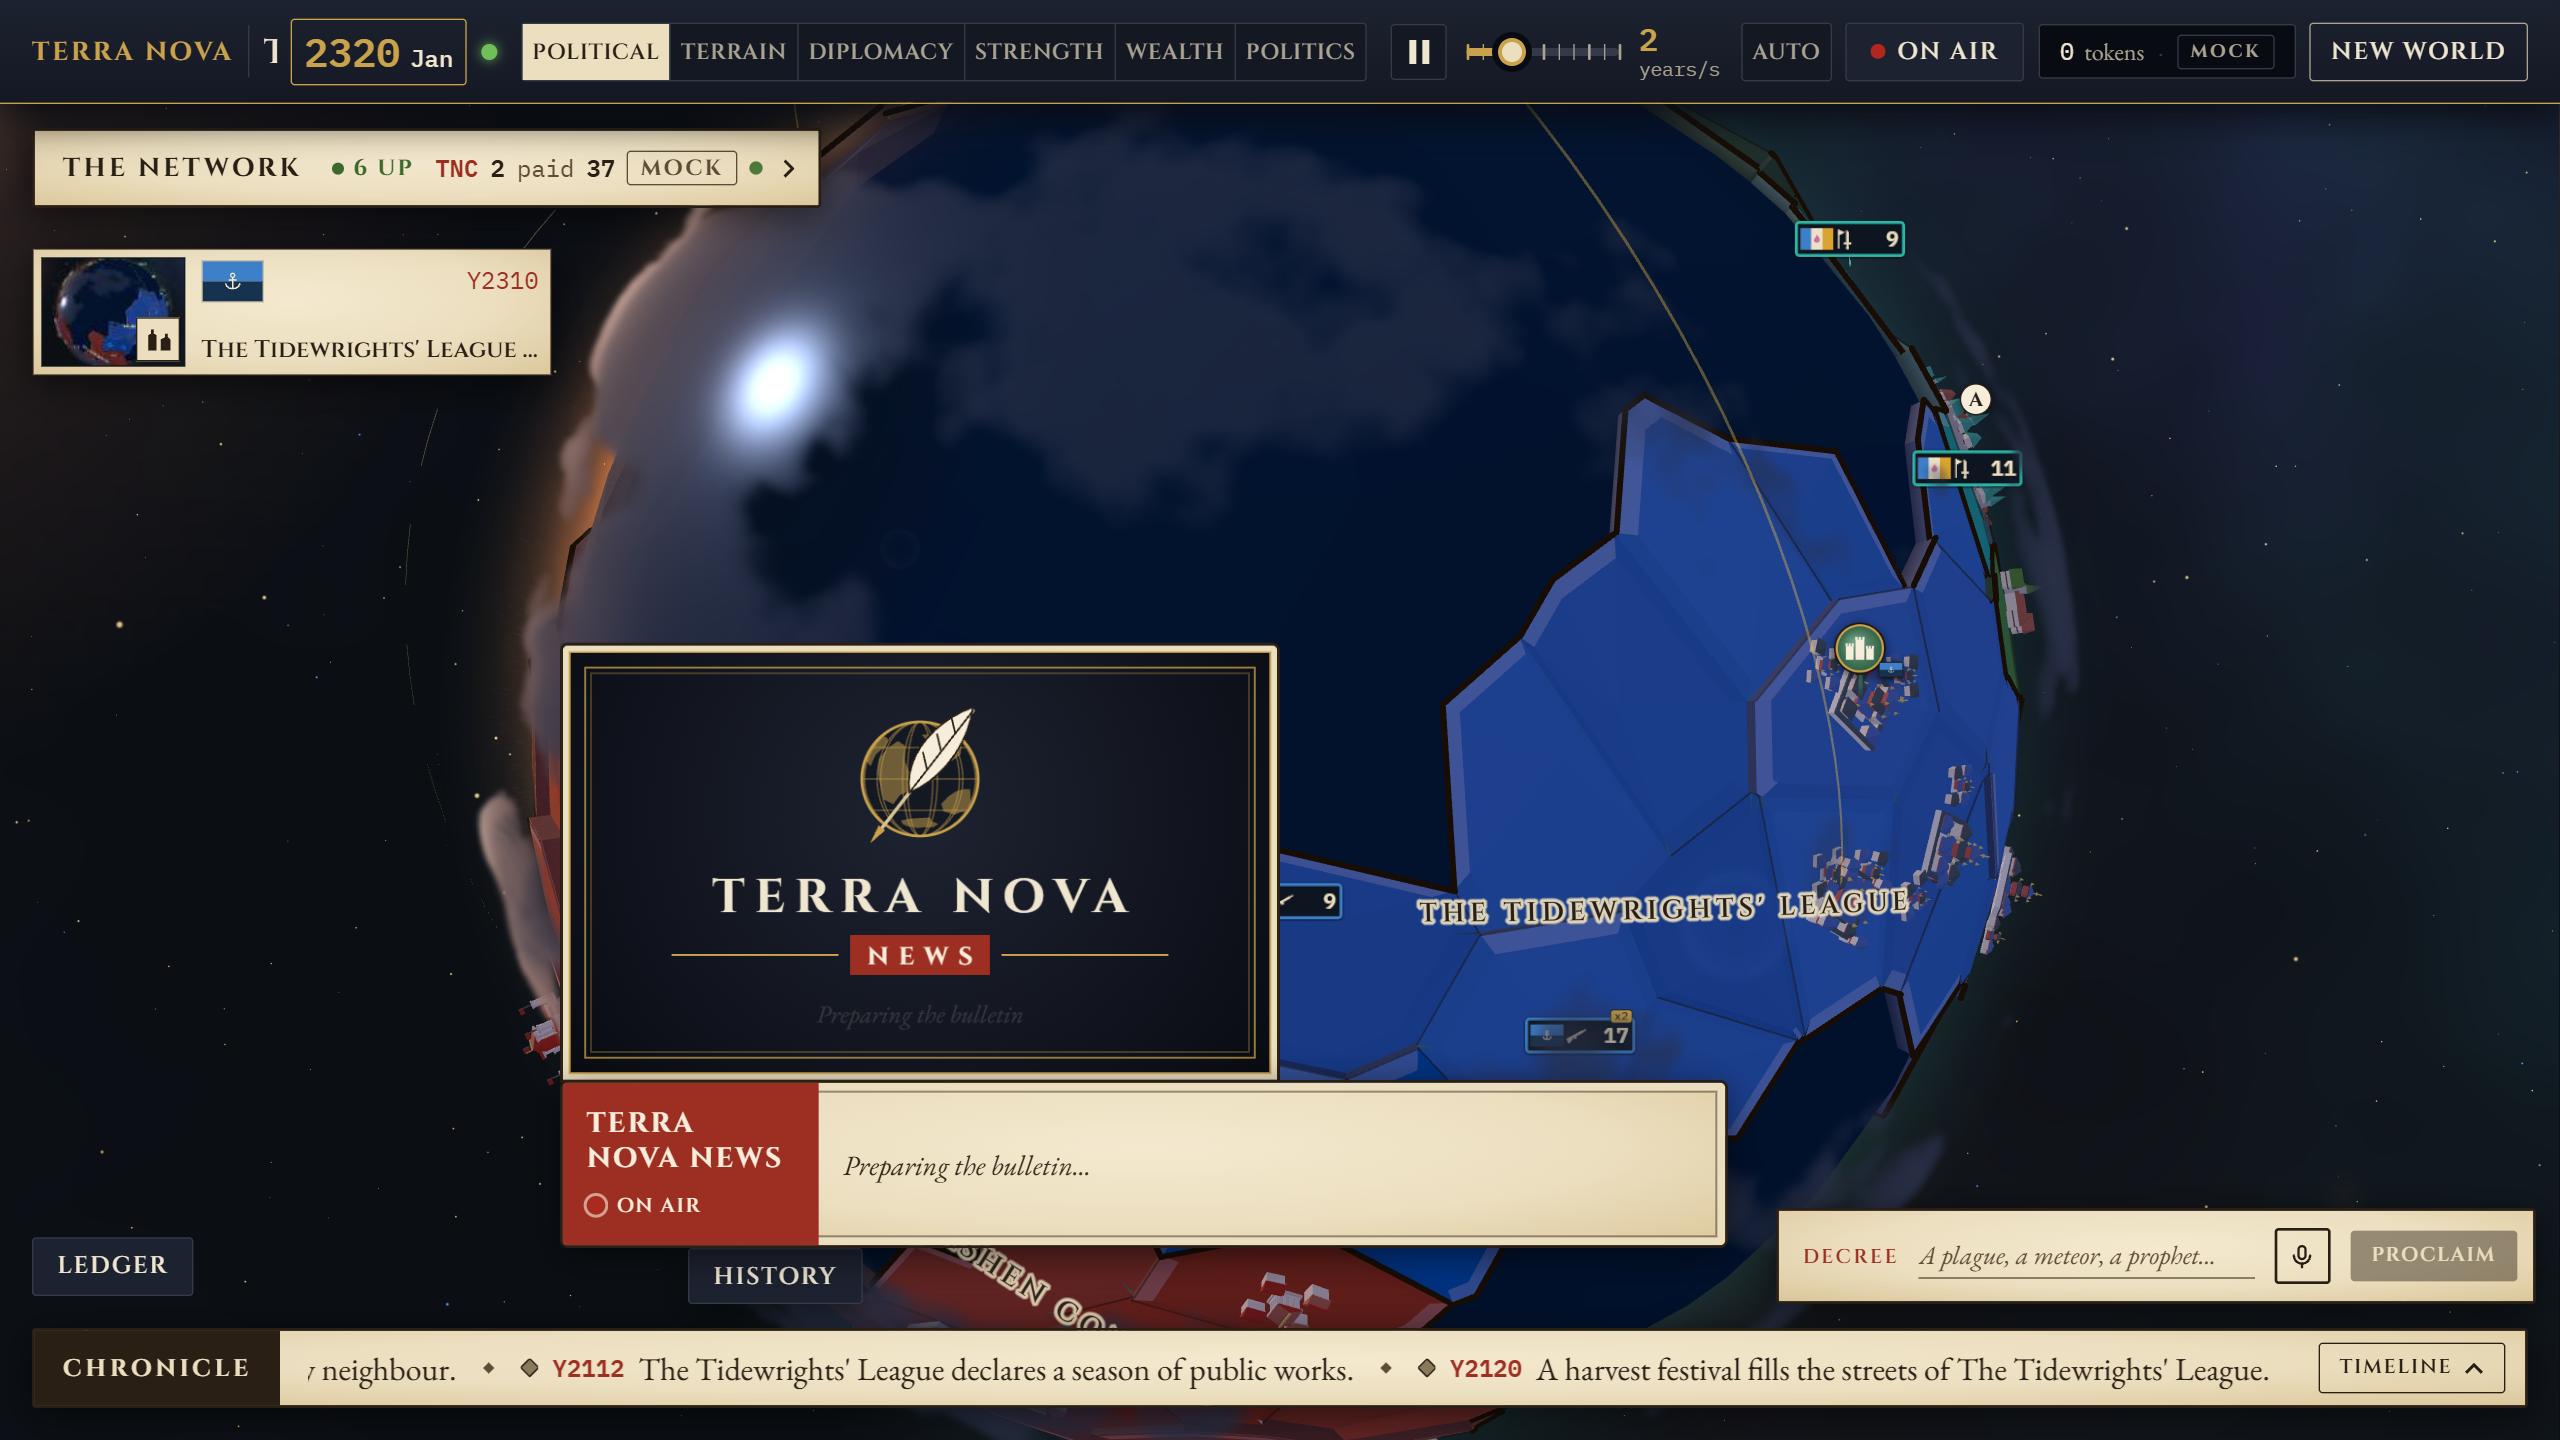 TERRA NOVA
2320 Jan
POLITICAL TERRAIN DIPLOMACY STRENGTH WEALTH POLITICS
2 years/s
AUTO
ON AIR
0 tokens · MOCK
NEW WORLD
THE NETWORK 6 UP TNC 2 paid 37 MOCK
Y2310
The Tidewrights' League ...
9
A
11
TERRA NOVA
NEWS
Preparing the bulletin
9
THE TIDEWRIGHTS' LEAGUE
x2
17
TERRA
NOVA NEWS
ON AIR
Preparing the bulletin...
LEDGER
HISTORY
DECREE A plague, a meteor, a prophet... PROCLAIM
CHRONICLE neighbour. Y2112 The Tidewrights' League declares a season of public works. Y2120 A harvest festival fills the streets of The Tidewrights' League. TIMELINE